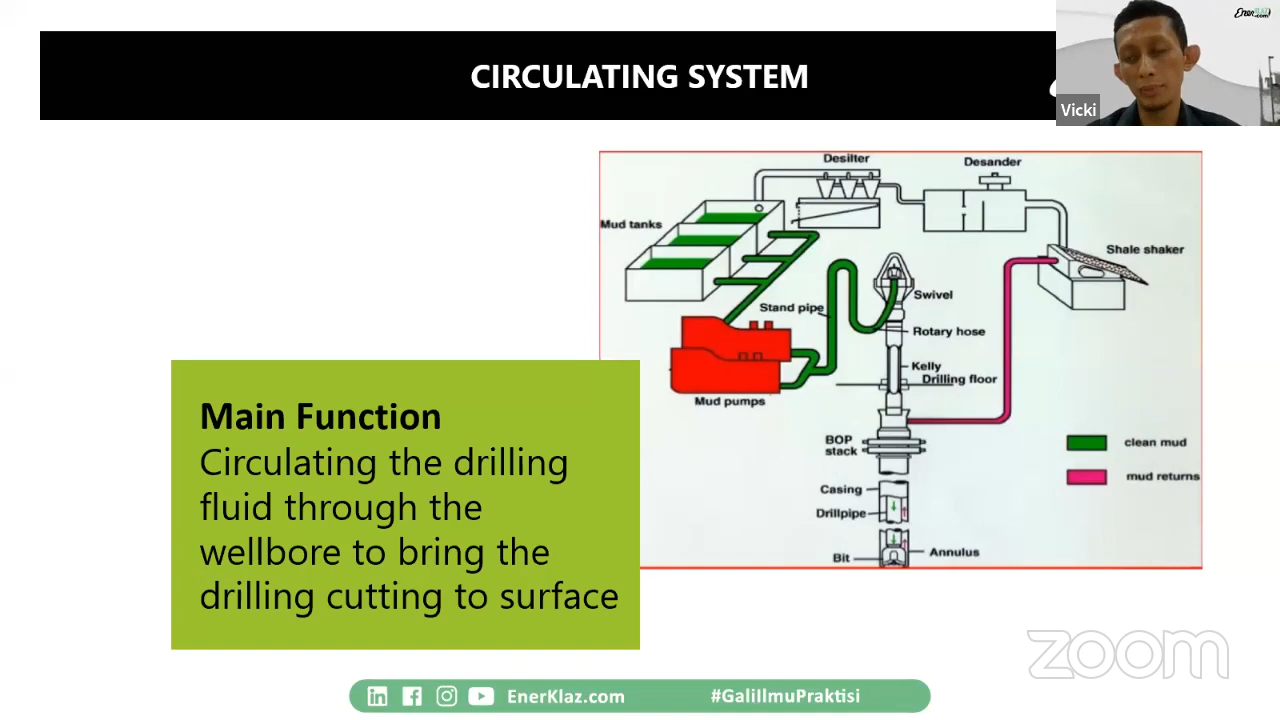 EnerKlaz.com
CIRCULATING SYSTEM
Vicki
Desilter
Desander
Mud tanks
Shale shaker
Swivel
Stand pipe
Rotary hose
Kelly
Drilling floor
Mud pumps
BOP
stack
clean mud
mud returns
Casing
Drillpipe
Annulus
Bit
Main Function
Circulating the drilling
fluid through the
wellbore to bring the
drilling cutting to surface
zoom
EnerKlaz.com
#GaliIlmuPraktisi